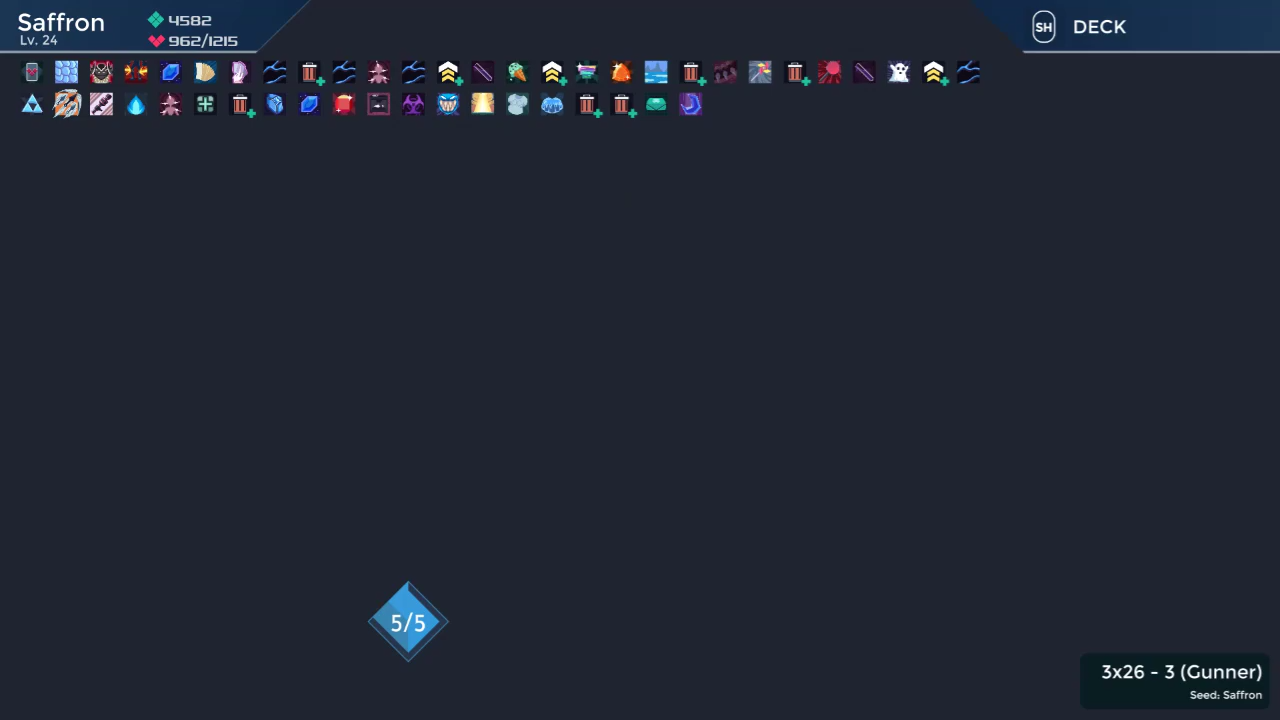 Saffron
Lv. 24
4582
962/1215
SH
DECK
5/5
3x26 - 3 (Gunner)
Seed: Saffron